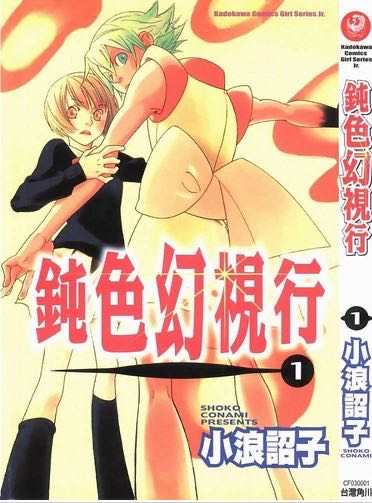 Kadokawa Comics Girl Series Jr.
鈍色幻視行
1
SHOKO
CONAMI
PRESENTS
小浪詔子
Kadokawa
Comics
Girl Series
Jr.
鈍色幻視行
1
小浪詔子
SHOKO
CONAMI
CF030001
台灣角川